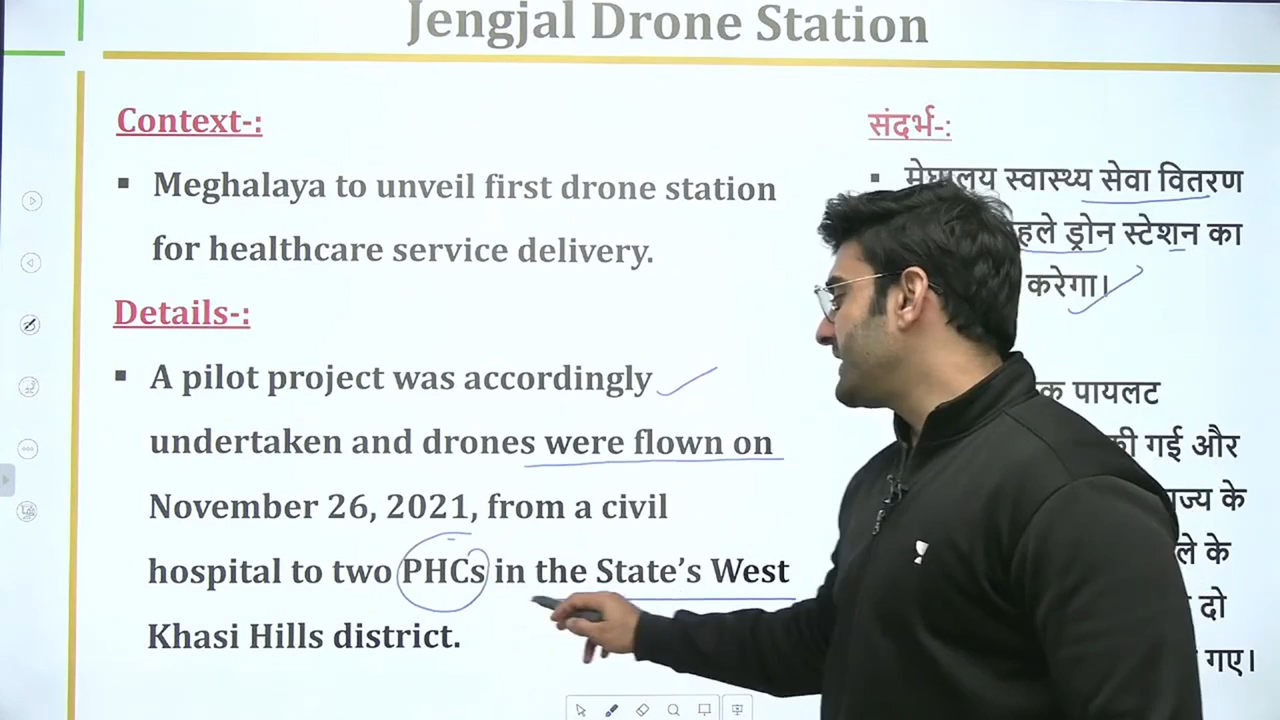 Jengjal Drone Station
Context-:
▪ Meghalaya to unveil first drone station
for healthcare service delivery.
Details-:
▪ A pilot project was accordingly
undertaken and drones were flown on
November 26, 2021, from a civil
hospital to two PHCs in the State's West
Khasi Hills district.
संदर्भ-:
▪ मेघालय स्वास्थ्य सेवा वितरण
ड्रोन स्टेशन का
करेगा।
पायलट
गई और
के
के
दो
गए।